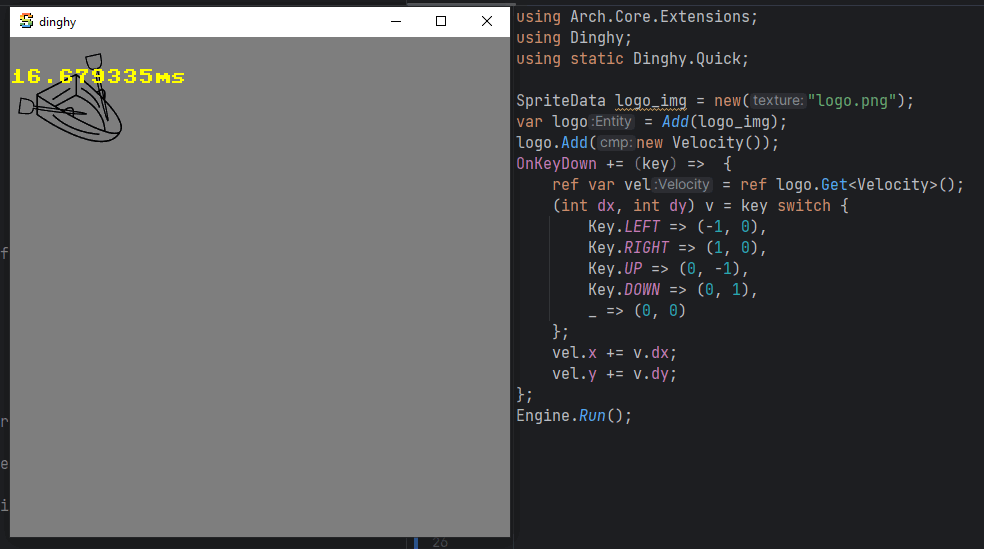 dinghy
16.679335ms
f
r
e
i
using Arch.Core.Extensions;
using Dinghy;
using static Dinghy.Quick;
SpriteData logo_img = new(texture:"logo.png");
var logo:Entity = Add(logo_img);
logo.Add(cmp:new Velocity());
OnKeyDown += (key) =>  {
    ref var vel:Velocity = ref logo.Get<Velocity>();
    (int dx, int dy) v = key switch {
        Key.LEFT => (-1, 0),
        Key.RIGHT => (1, 0),
        Key.UP => (0, -1),
        Key.DOWN => (0, 1),
        _ => (0, 0)
    };
    vel.x += v.dx;
    vel.y += v.dy;
};
Engine.Run();
26